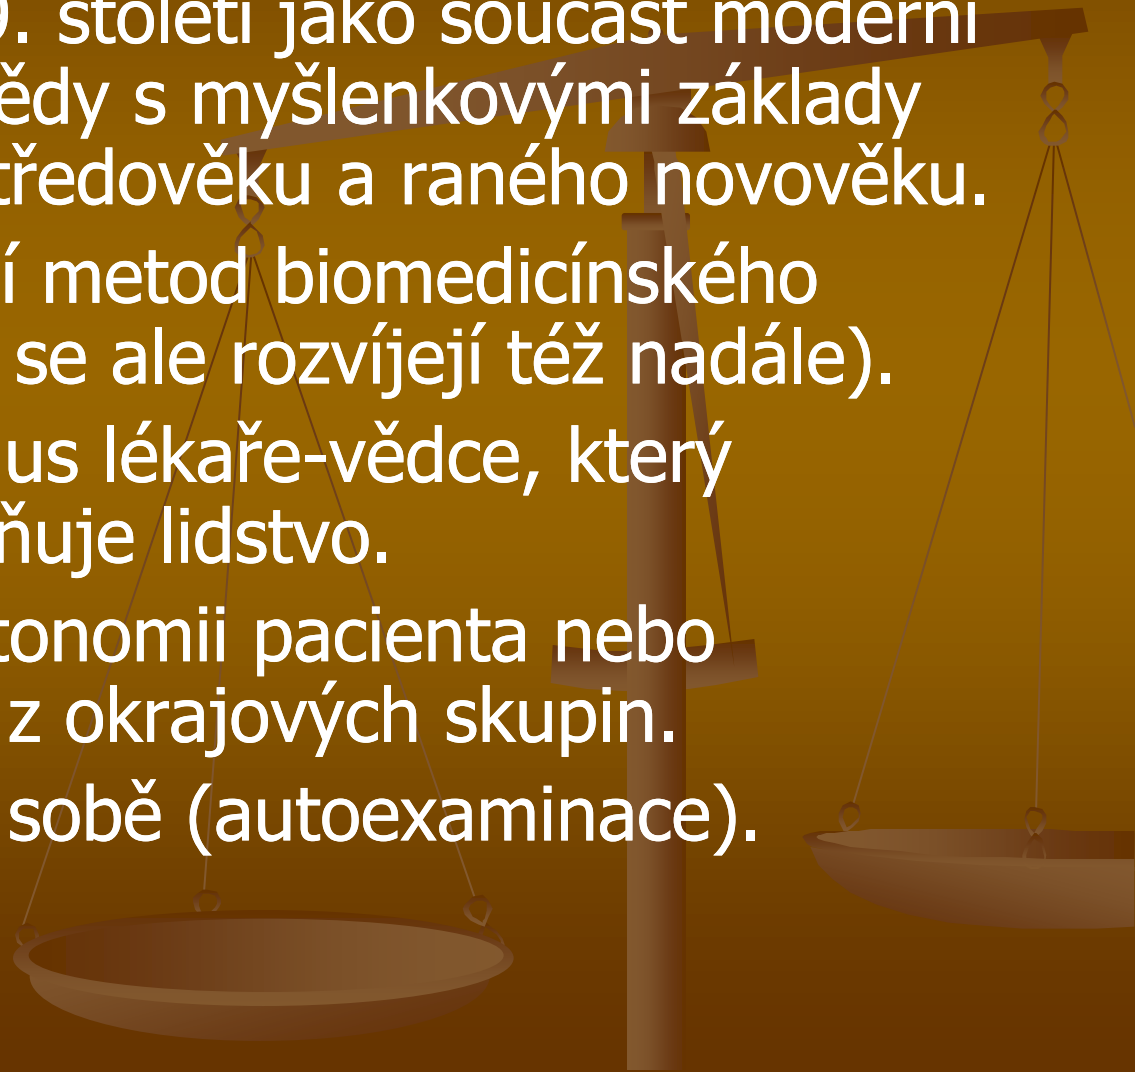 9. století jako součást moderní
ědy s myšlenkovými základy
tředověku a raného novověku.
í metod biomedicínského
se ale rozvíjejí též nadále).
us lékaře-vědce, který
ňuje lidstvo.
tonomii pacienta nebo
z okrajových skupin.
sobě (autoexaminace).